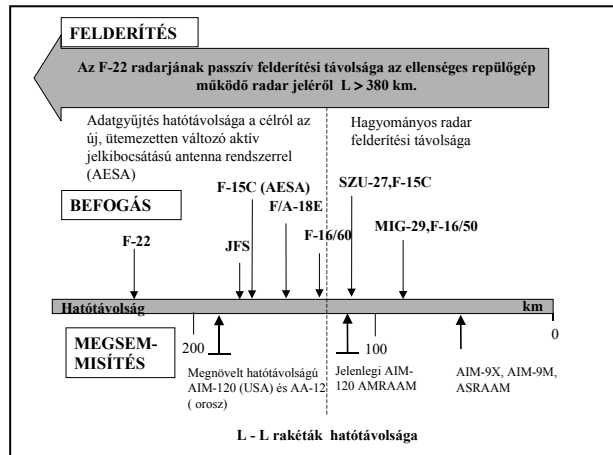 FELDERÍTÉS
Az F-22 radarjának passzív felderítési távolsága az ellenséges repülőgép
működő radar jeléről L > 380 km.
Adatgyűjtés hatótávolsága a célról az
új, ütemezetten változó aktív
jelkibocsátású antenna rendszerrel
(AESA)
Hagyományos radar
felderítési távolsága
BEFOGÁS
F-22
JFS
F-15C (AESA)
F/A-18E
F-16/60
SZU-27,F-15C
MIG-29,F-16/50
Hatótávolság
km
200
100
0
MEGSEM-
MISÍTÉS
Megnövelt hatótávolságú
AIM-120 (USA) és AA-12
( orosz)
Jelenlegi AIM-
120 AMRAAM
AIM-9X, AIM-9M,
ASRAAM
L - L rakéták hatótávolsága